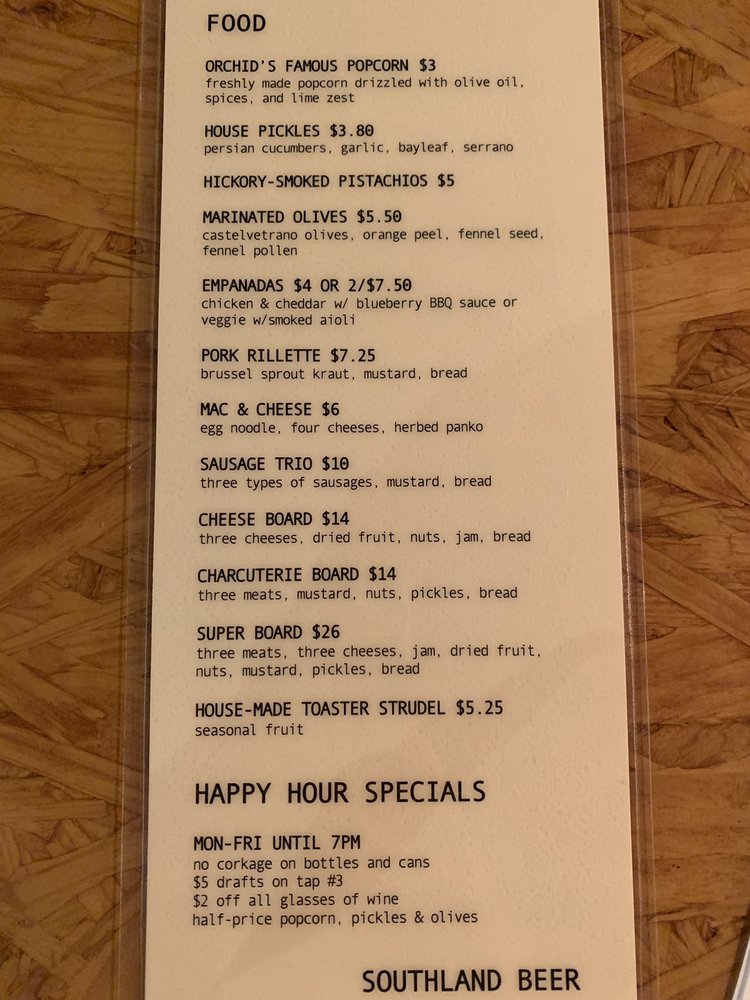 FOOD
ORCHID'S FAMOUS POPCORN $3
freshly made popcorn drizzled with olive oil,
spices, and lime zest
HOUSE PICKLES $3.80
persian cucumbers, garlic, bayleaf, serrano
HICKORY-SMOKED PISTACHIOS $5
MARINATED OLIVES $5.50
castelvetrano olives, orange peel, fennel seed,
fennel pollen
EMPANADAS $4 OR 2/$7.50
chicken & cheddar w/ blueberry BBQ sauce or
veggie w/smoked aioli
PORK RILLETTE $7.25
brussel sprout kraut, mustard, bread
MAC & CHEESE $6
egg noodle, four cheeses, herbed panko
SAUSAGE TRIO $10
three types of sausages, mustard, bread
CHEESE BOARD $14
three cheeses, dried fruit, nuts, jam, bread
CHARCUTERIE BOARD $14
three meats, mustard, nuts, pickles, bread
SUPER BOARD $26
three meats, three cheeses, jam, dried fruit,
nuts, mustard, pickles, bread
HOUSE-MADE TOASTER STRUDEL $5.25
seasonal fruit
HAPPY HOUR SPECIALS
MON-FRI UNTIL 7PM
no corkage on bottles and cans
$5 drafts on tap #3
$2 off all glasses of wine
half-price popcorn, pickles & olives
SOUTHLAND BEER